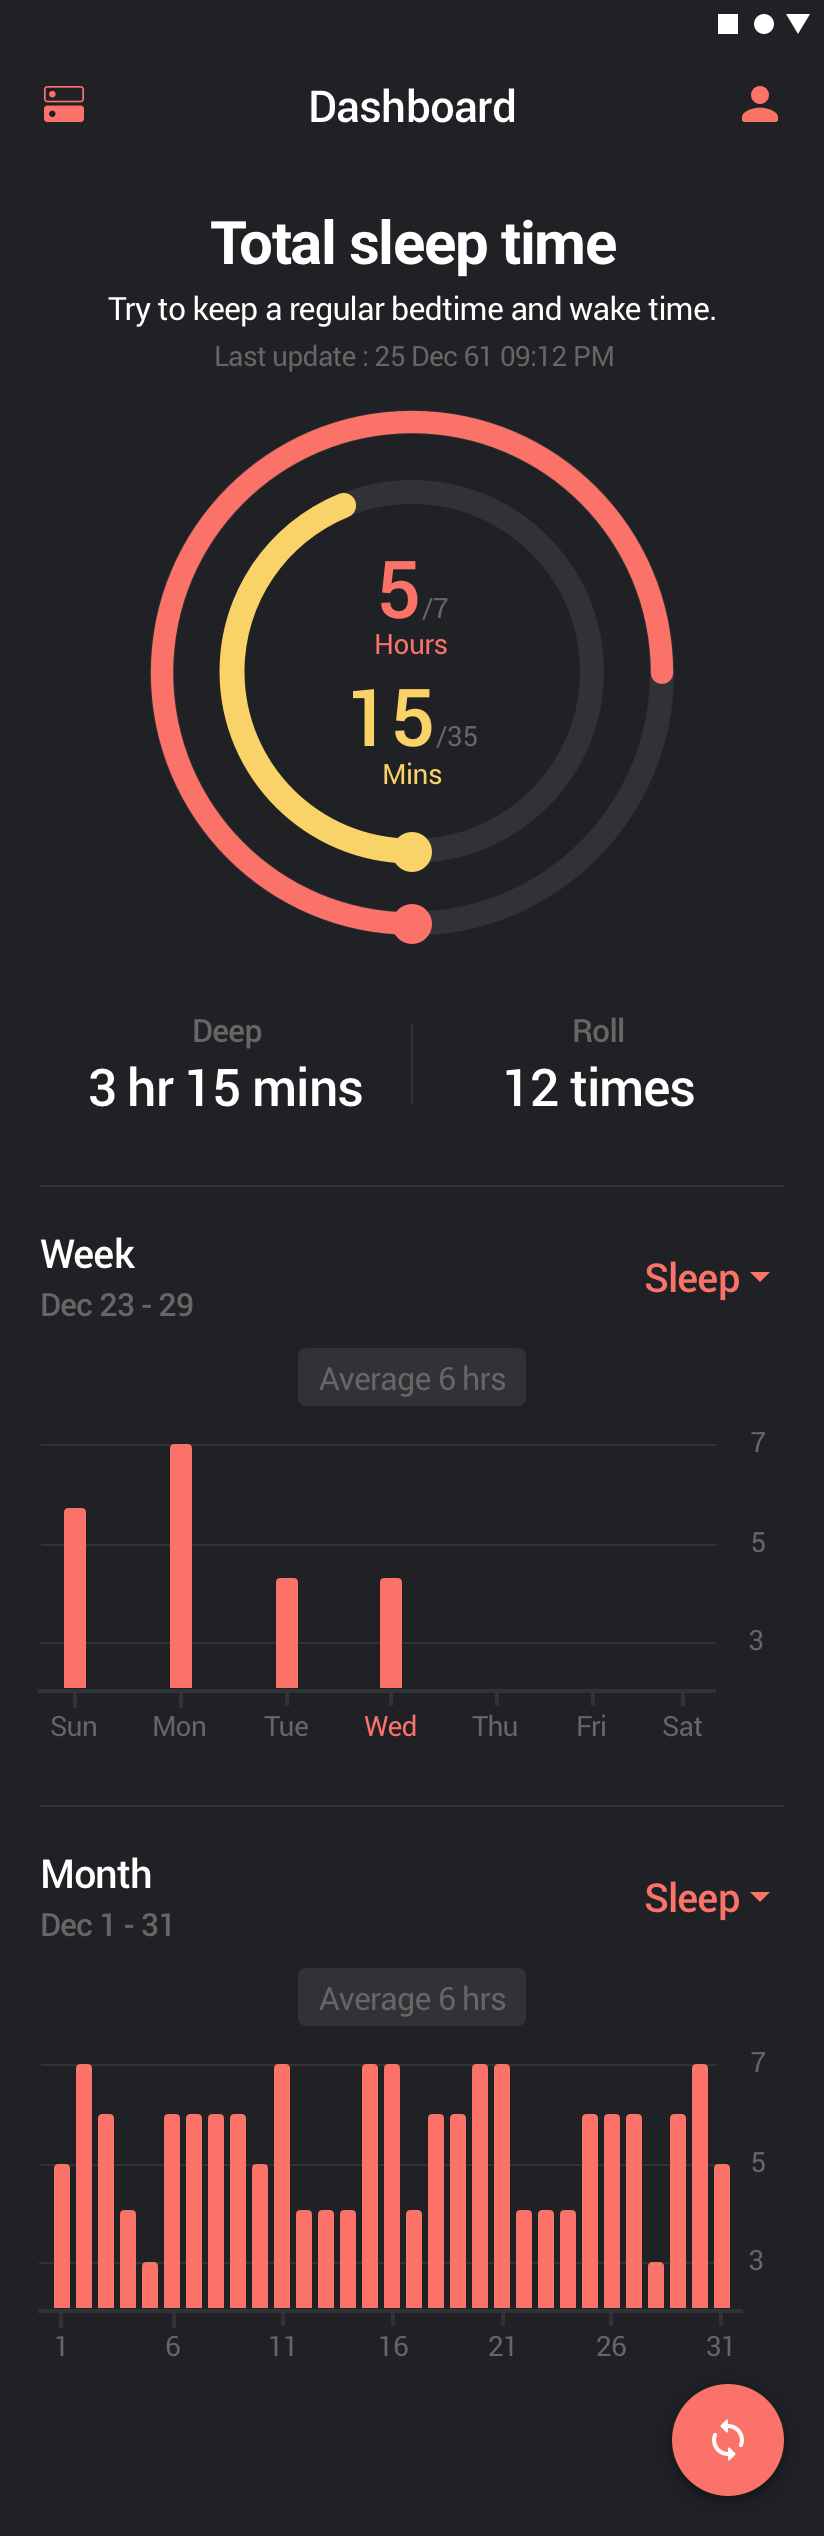 Dashboard
Total sleep time
Try to keep a regular bedtime and wake time.
Last update : 25 Dec 61 09:12 PM
5/7
Hours
15/35
Mins
Deep
3 hr 15 mins
Roll
12 times
Week
Dec 23 - 29
Sleep
Average 6 hrs
7
5
3
Sun Mon Tue Wed Thu Fri Sat
Month
Dec 1 - 31
Sleep
Average 6 hrs
7
5
3
1 6 11 16 21 26 31